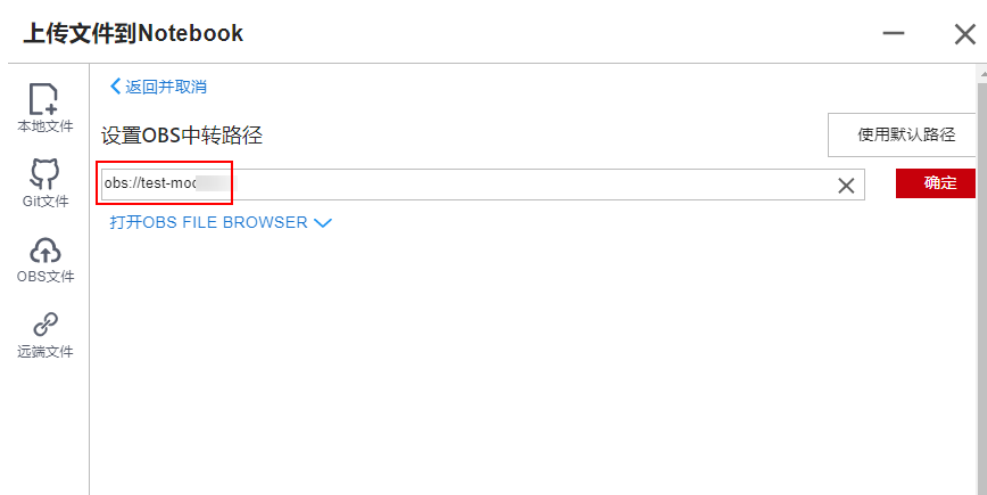 上传文件到Notebook
返回并取消
本地文件
设置OBS中转路径
使用默认路径
Git文件
obs://test-mod
确定
打开OBS FILE BROWSER
OBS文件
远端文件